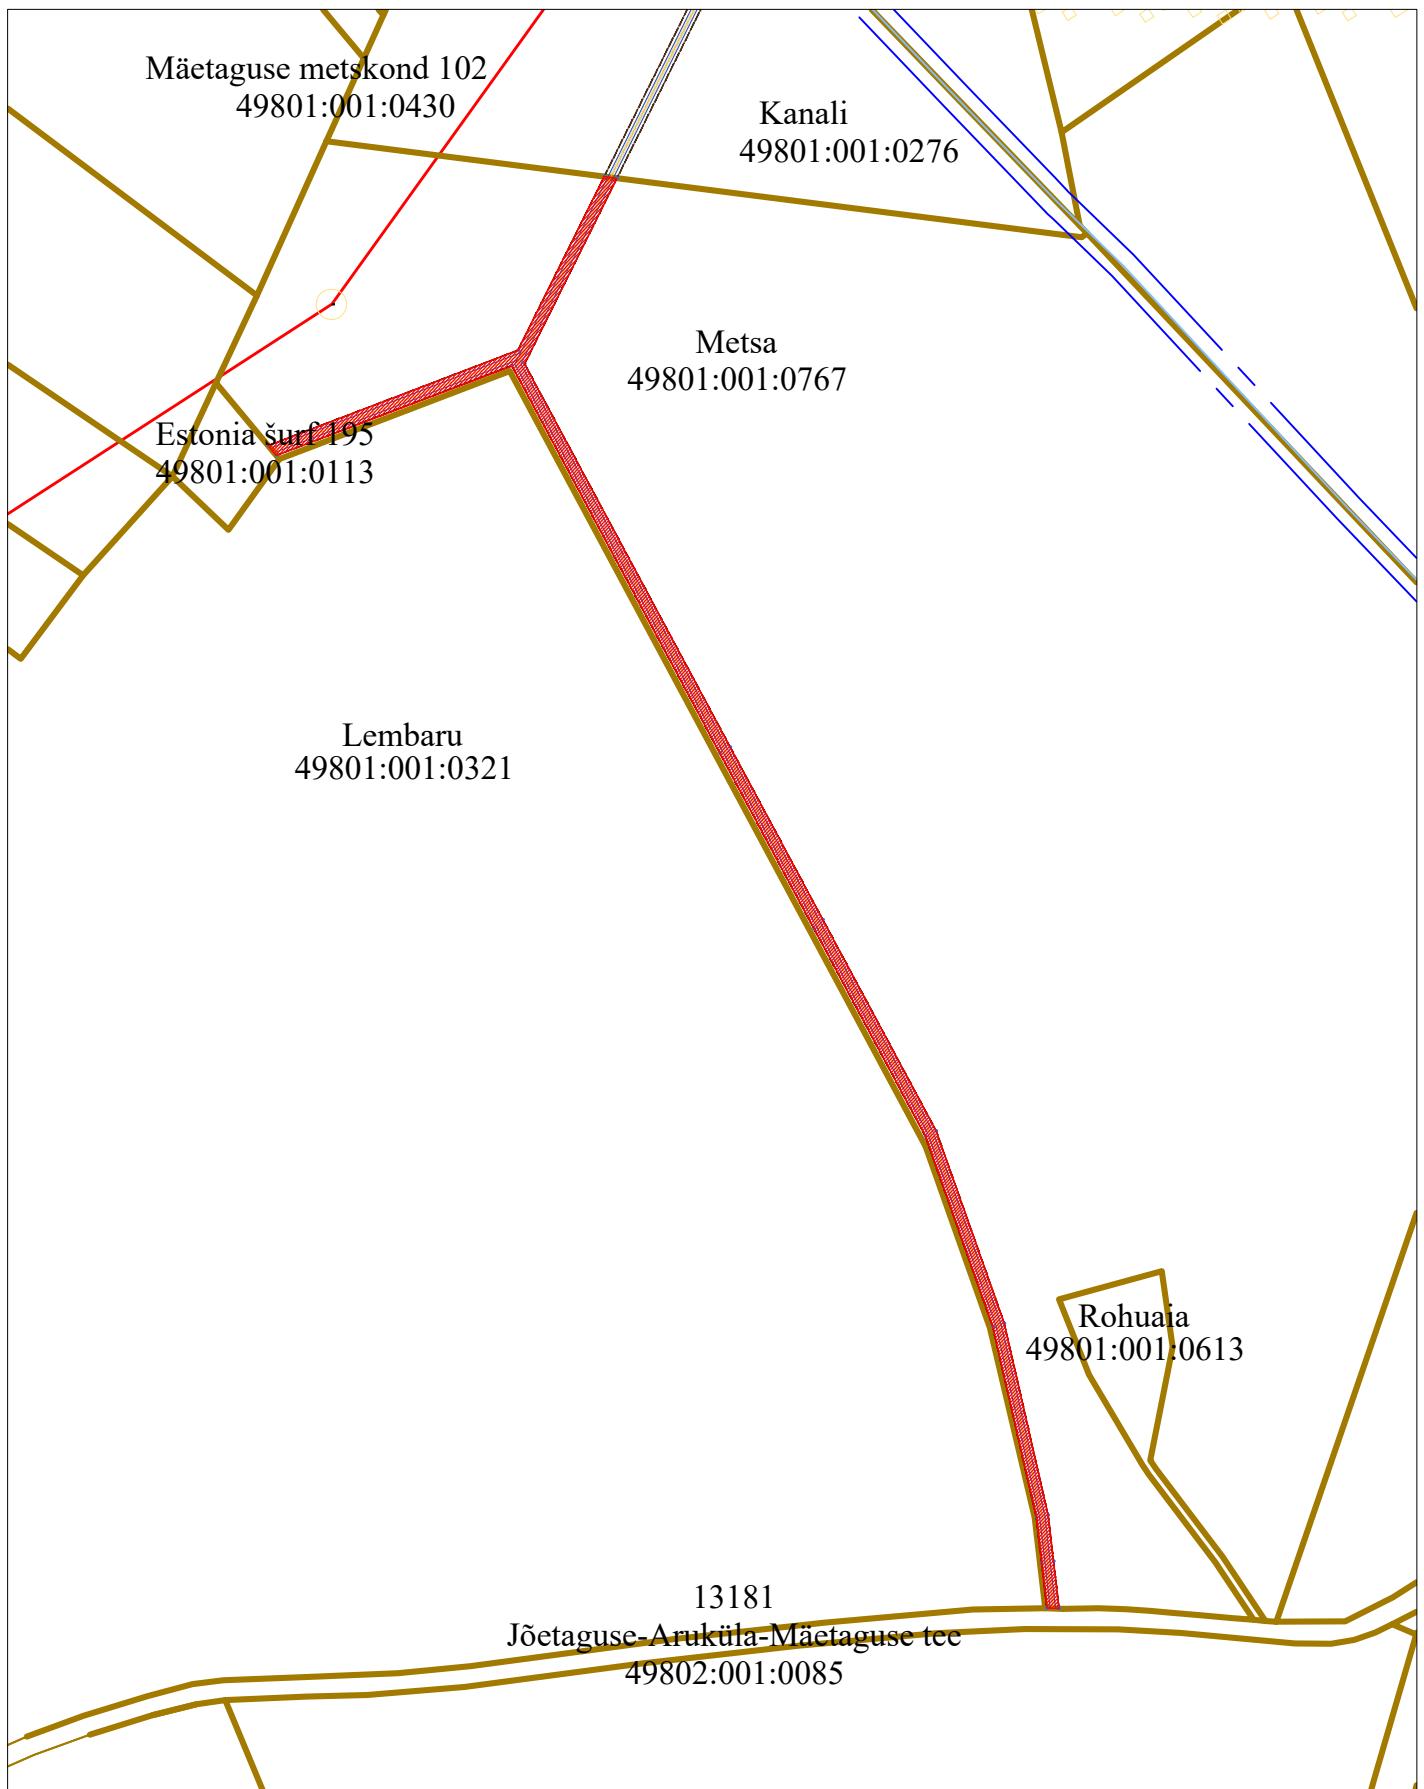 Mäetaguse metskond 102
49801:001:0430
Kanali
49801:001:0276
Metsa
49801:001:0767
Estonia šurf 195
49801:001:0113
Lembaru
49801:001:0321
Rohuaia
49801:001:0613
13181
Jõetaguse-Aruküla-Mäetaguse tee
49802:001:0085